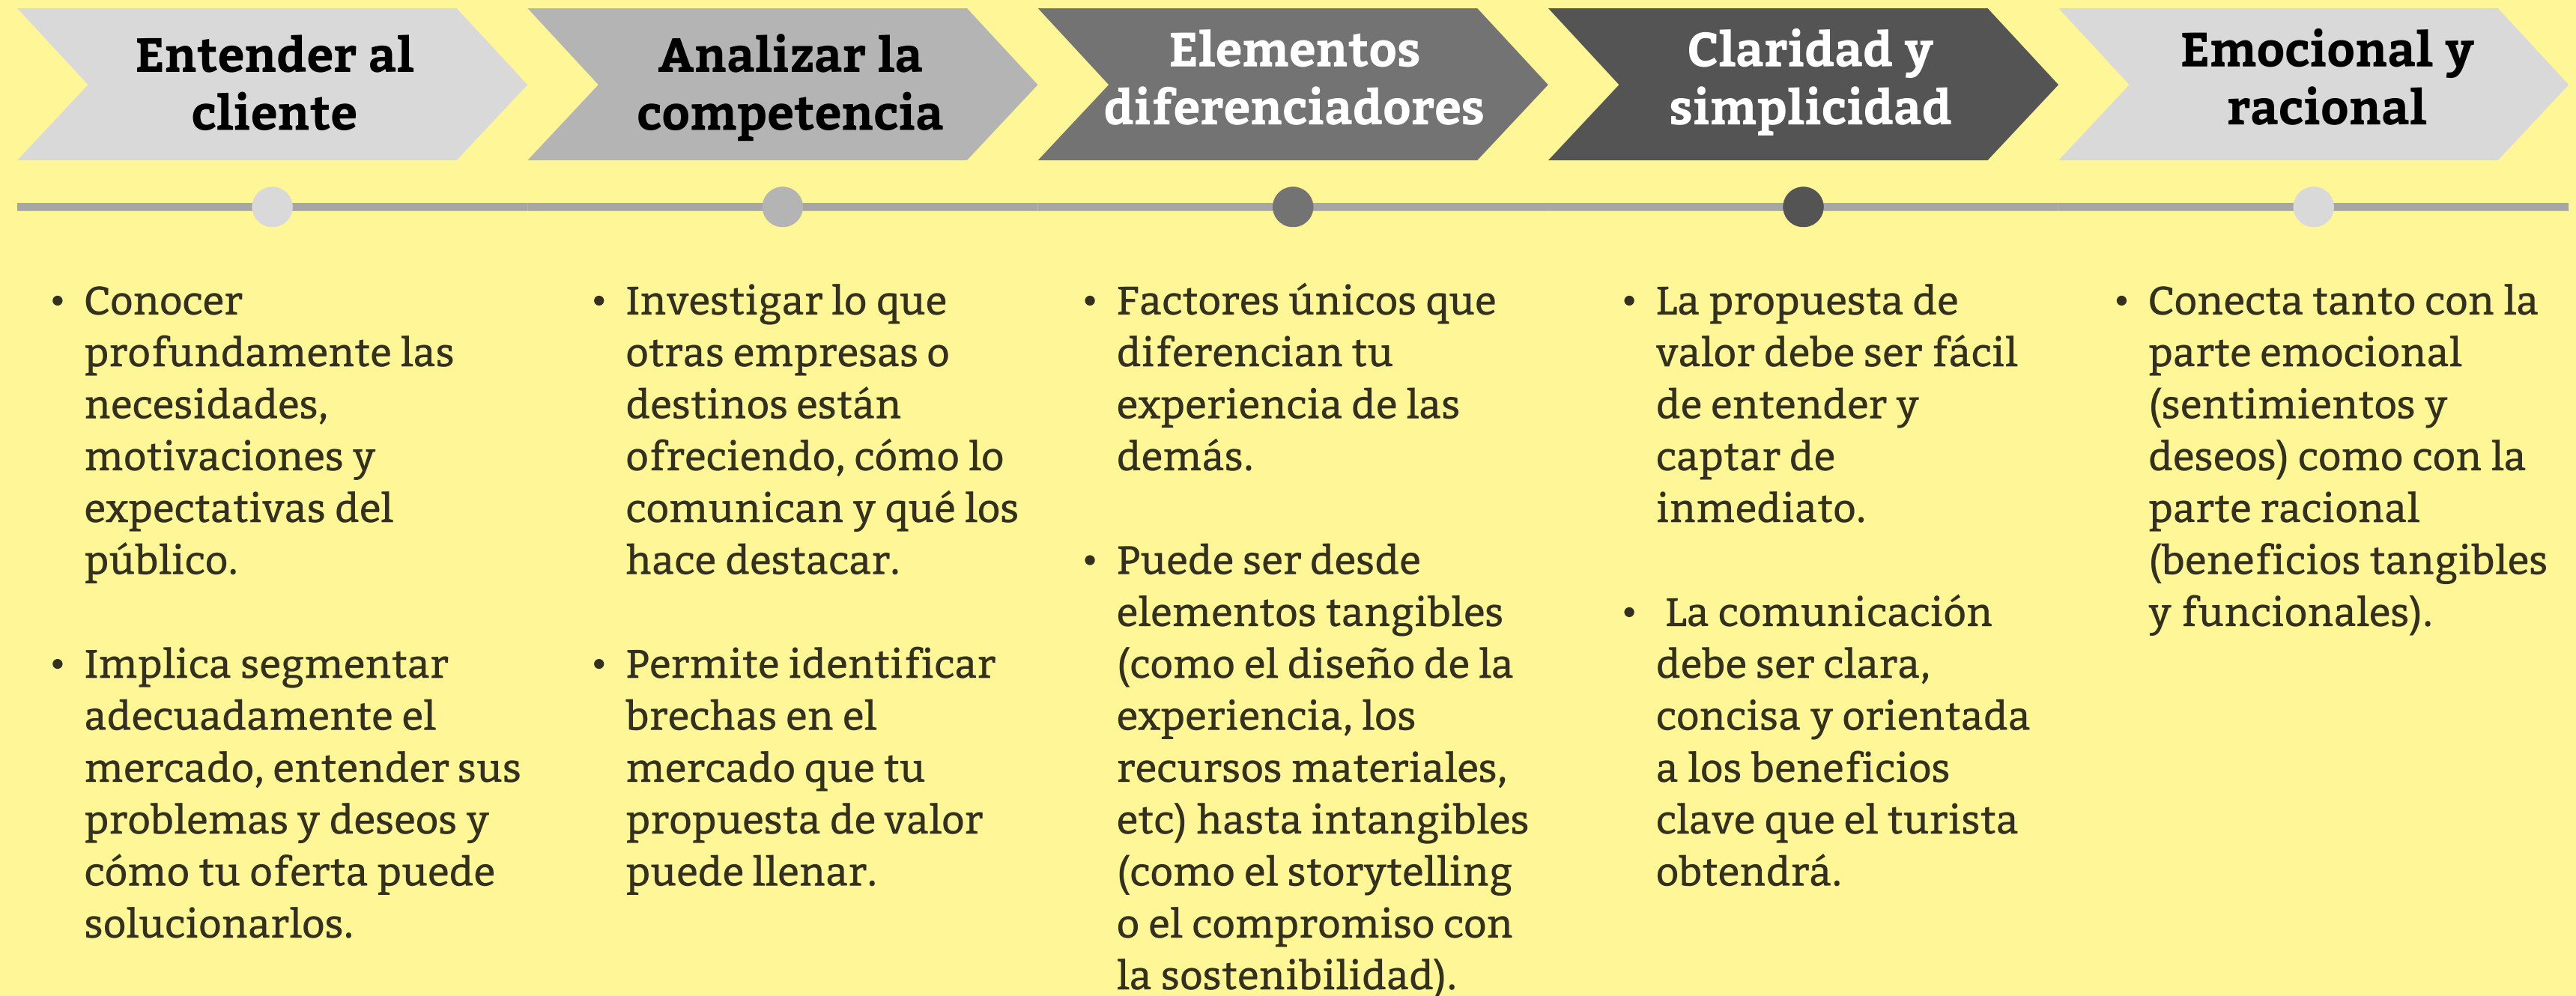 Entender al
cliente
Analizar la
competencia
Elementos
diferenciadores
Claridad y
simplicidad
Emocional y
racional
• Conocer
profundamente las
necesidades,
motivaciones y
expectativas del
público.
• Implica segmentar
adecuadamente el
mercado, entender sus
problemas y deseos y
cómo tu oferta puede
solucionarlos.
• Investigar lo que
otras empresas o
destinos están
ofreciendo, cómo lo
comunican y qué los
hace destacar.
• Permite identificar
brechas en el
mercado que tu
propuesta de valor
puede llenar.
• Factores únicos que
diferencian tu
experiencia de las
demás.
• Puede ser desde
elementos tangibles
(como el diseño de la
experiencia, los
recursos materiales,
etc) hasta intangibles
(como el storytelling
o el compromiso con
la sostenibilidad).
• La propuesta de
valor debe ser fácil
de entender y
captar de
inmediato.
• La comunicación
debe ser clara,
concisa y orientada
a los beneficios
clave que el turista
obtendrá.
• Conecta tanto con la
parte emocional
(sentimientos y
deseos) como con la
parte racional
(beneficios tangibles
y funcionales).